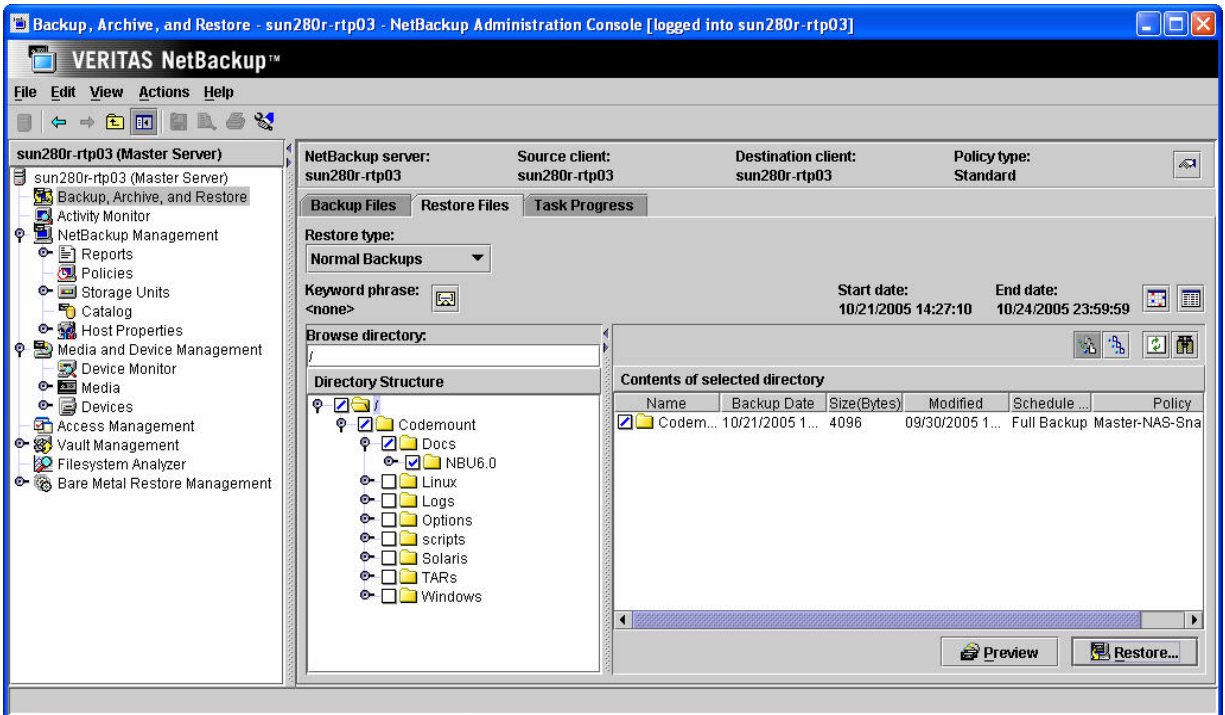 Backup, Archive, and Restore - sun280r-rtp03 - NetBackup Administration Console [logged into sun280r-rtp03]
VERITAS NetBackup™
File Edit View Actions Help
sun280r-rtp03 (Master Server)
sun280r-rtp03 (Master Server)
Backup, Archive, and Restore
Activity Monitor
NetBackup Management
Reports
Policies
Storage Units
Catalog
Host Properties
Media and Device Management
Device Monitor
Media
Devices
Access Management
Vault Management
Filesystem Analyzer
Bare Metal Restore Management
NetBackup server: Source client: Destination client: Policy type:
sun280r-rtp03 sun280r-rtp03 sun280r-rtp03 Standard
Backup Files Restore Files Task Progress
Restore type:
Normal Backups
Keyword phrase: Start date: End date:
<none> 10/21/2005 14:27:10 10/24/2005 23:59:59
Browse directory:
/
Directory Structure
/
Codemount
Docs
NBU6.0
Linux
Logs
Options
scripts
Solaris
TARs
Windows
Contents of selected directory
Name Backup Date Size(Bytes) Modified Schedule ... Policy
Codem... 10/21/2005 1... 4096 09/30/2005 1... Full Backup Master-NAS-Sna
Preview Restore...